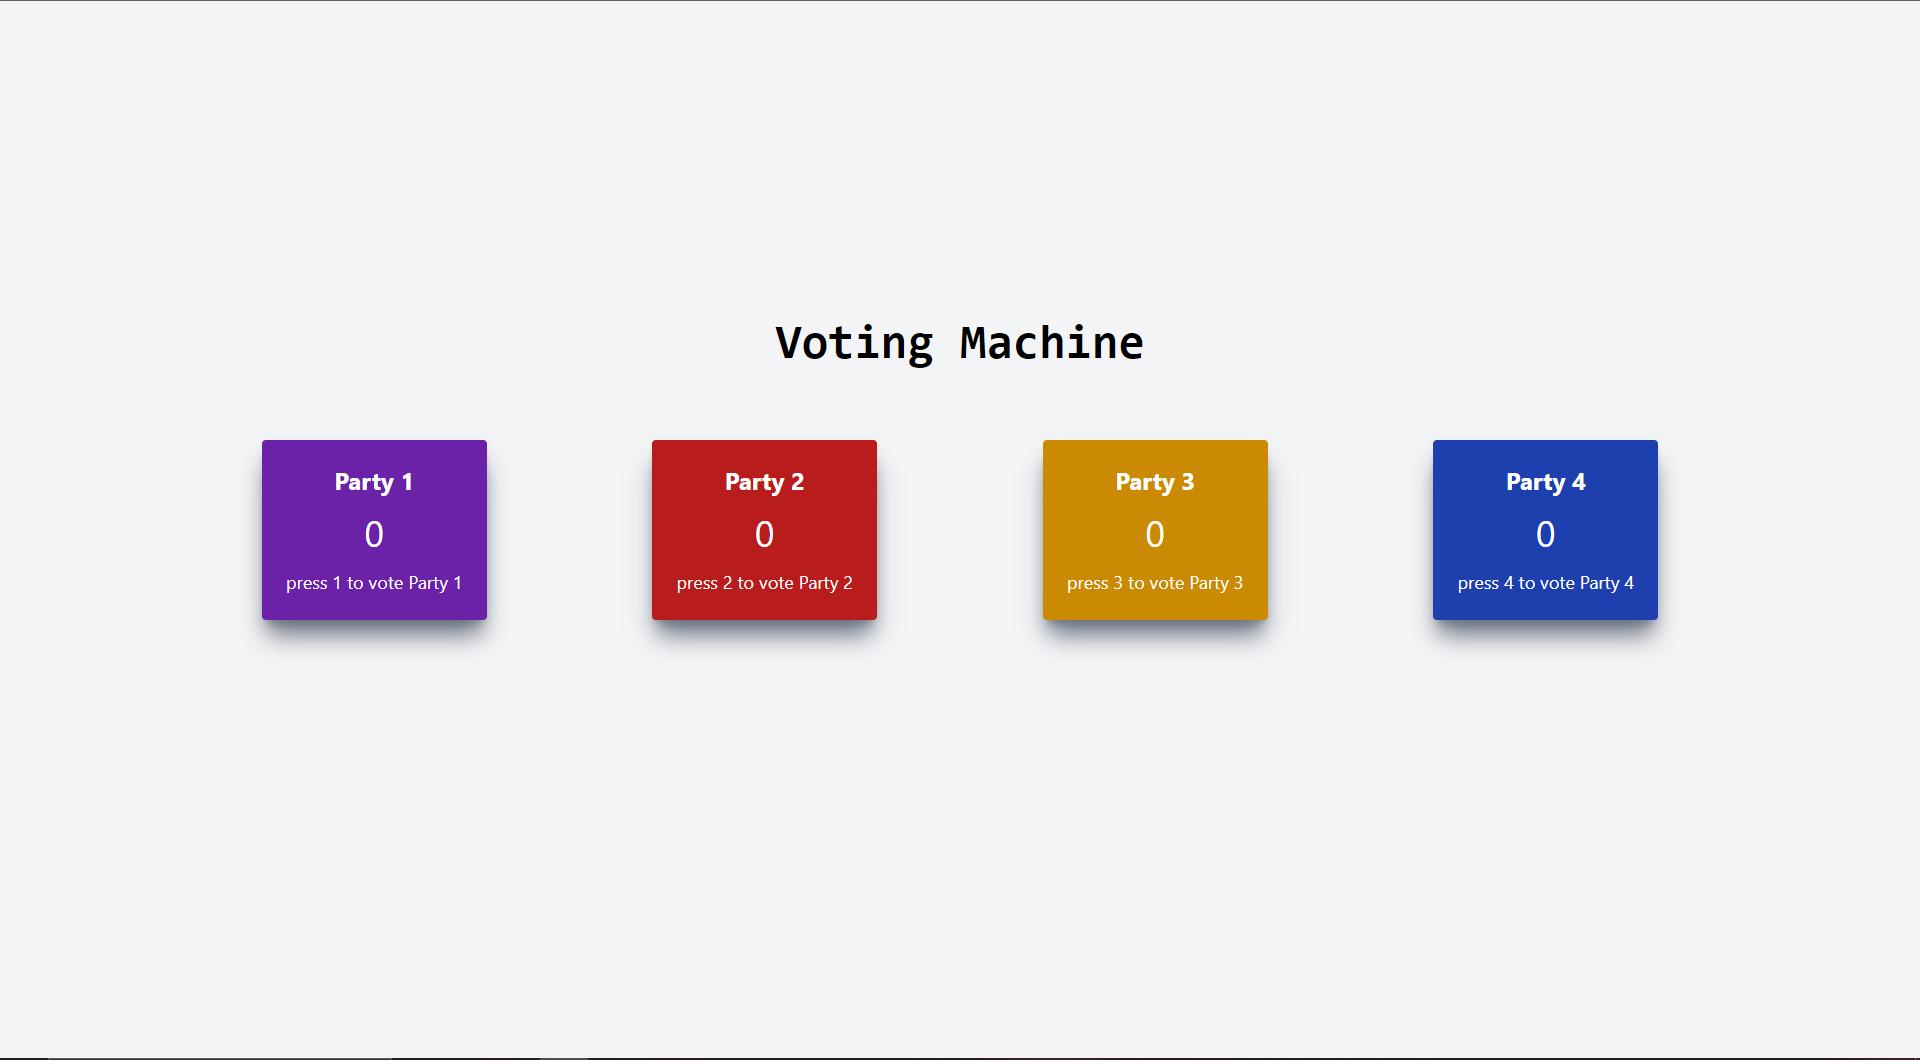 Voting Machine
Party 1
0
press 1 to vote Party 1
Party 2
0
press 2 to vote Party 2
Party 3
0
press 3 to vote Party 3
Party 4
0
press 4 to vote Party 4